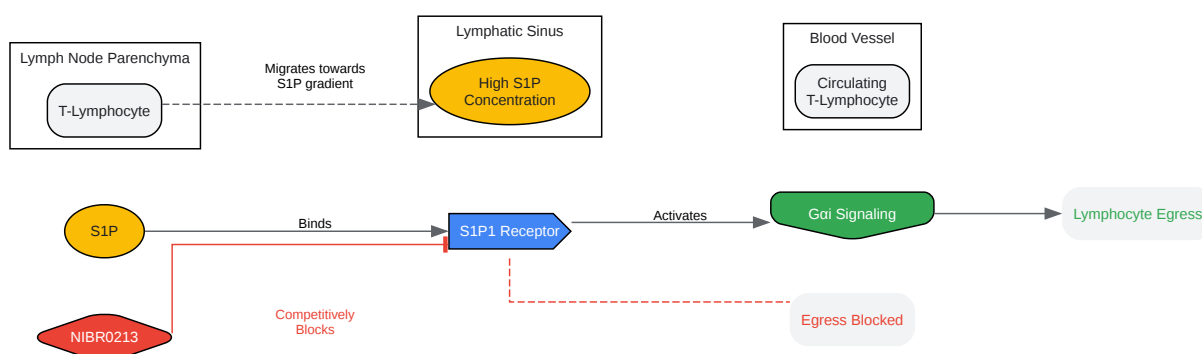 Lymph Node Parenchyma
T-Lymphocyte
Migrates towards
S1P gradient
Lymphatic Sinus
High S1P
Concentration
Blood Vessel
Circulating
T-Lymphocyte
S1P
Binds
S1P1 Receptor
Activates
Gαi Signaling
Lymphocyte Egress
NIBR0213
Competitively
Blocks
Egress Blocked